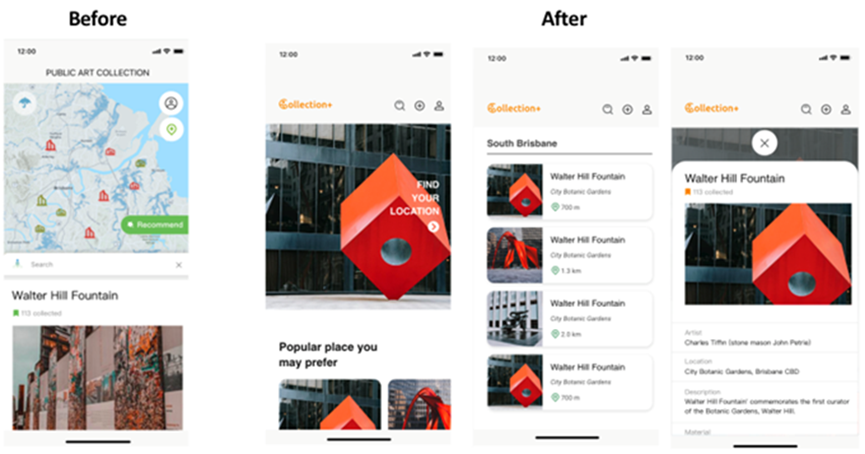 Before
After
12:00
PUBLIC ART COLLECTION
Recommend
Search
Walter Hill Fountain
113 collected
12:00
Collection+
FIND
YOUR
LOCATION
Popular place you
may prefer
12:00
Collection+
South Brisbane
Walter Hill Fountain
City Botanic Gardens
700 m
Walter Hill Fountain
City Botanic Gardens
1.3 km
Walter Hill Fountain
City Botanic Gardens
2.0 km
Walter Hill Fountain
City Botanic Gardens
700 m
12:00
Collection+
Walter Hill Fountain
113 collected
Artist
Charles Tiffin (stone mason John Petrie)
Location
City Botanic Gardens, Brisbane CBD
Description
Walter Hill Fountain' commemorates the first curator
of the Botanic Gardens, Walter Hill.
Material